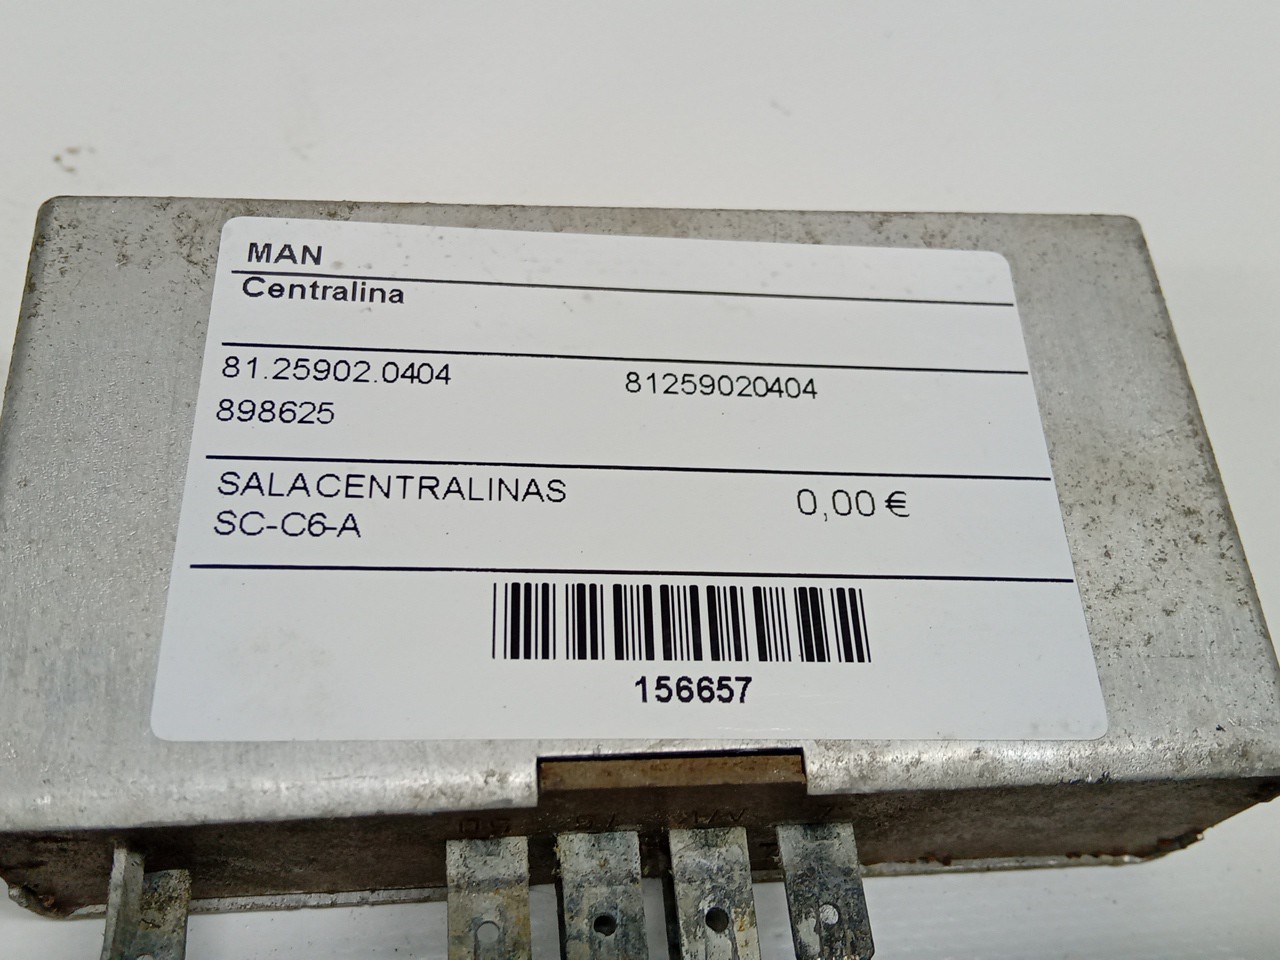 MAN
Centralina
81.25902.0404 81259020404
898625
SALACENTRALINAS 0,00 €
SC-C6-A
156657